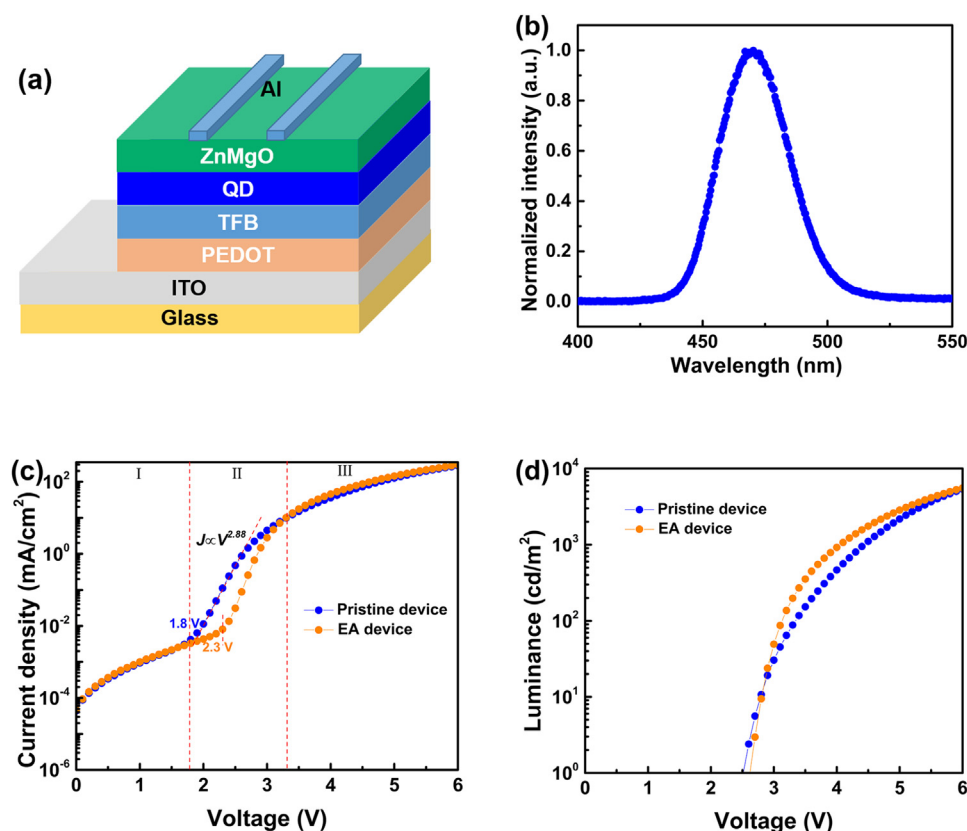 (a)
Al
ZnMgO
QD
TFB
PEDOT
ITO
Glass
(b)
Normalized intensity (a.u.)
1.0
0.8
0.6
0.4
0.2
0.0
400
450
500
550
Wavelength (nm)
(c)
Current density (mA/cm²)
10²
10⁰
10⁻²
10⁻⁴
10⁻⁶
I
II
III
J∝V^2.88
1.8 V
2.3 V
Pristine device
EA device
0
1
2
3
4
5
6
Voltage (V)
(d)
Luminance (cd/m²)
10⁴
10³
10²
10¹
10⁰
Pristine device
EA device
0
1
2
3
4
5
6
Voltage (V)